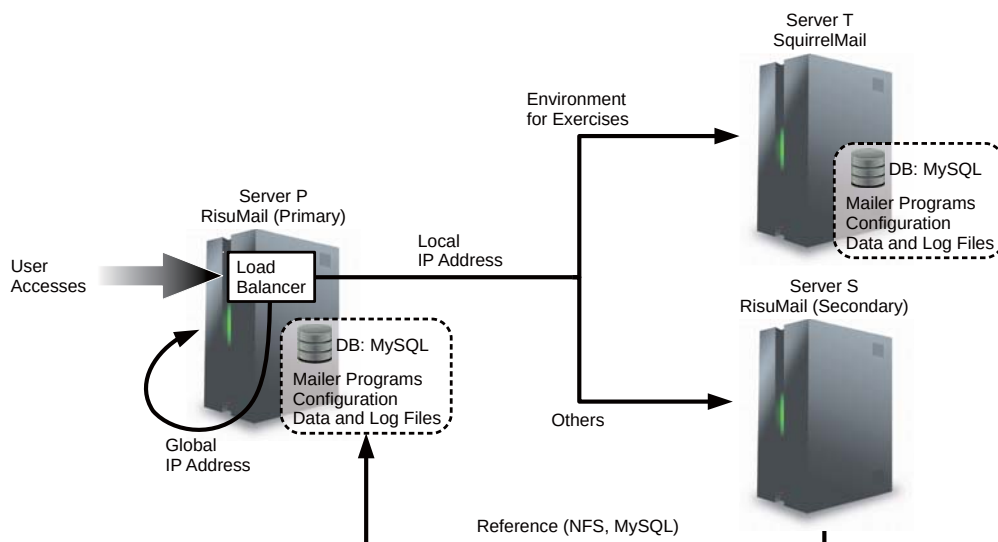 Server T
SquirrelMail
Environment
for Exercises
DB: MySQL
Mailer Programs
Configuration
Data and Log Files
Server P
RisuMail (Primary)
Local
IP Address
User
Accesses
Load
Balancer
Server S
RisuMail (Secondary)
DB: MySQL
Mailer Programs
Configuration
Data and Log Files
Others
Global
IP Address
Reference (NFS, MySQL)